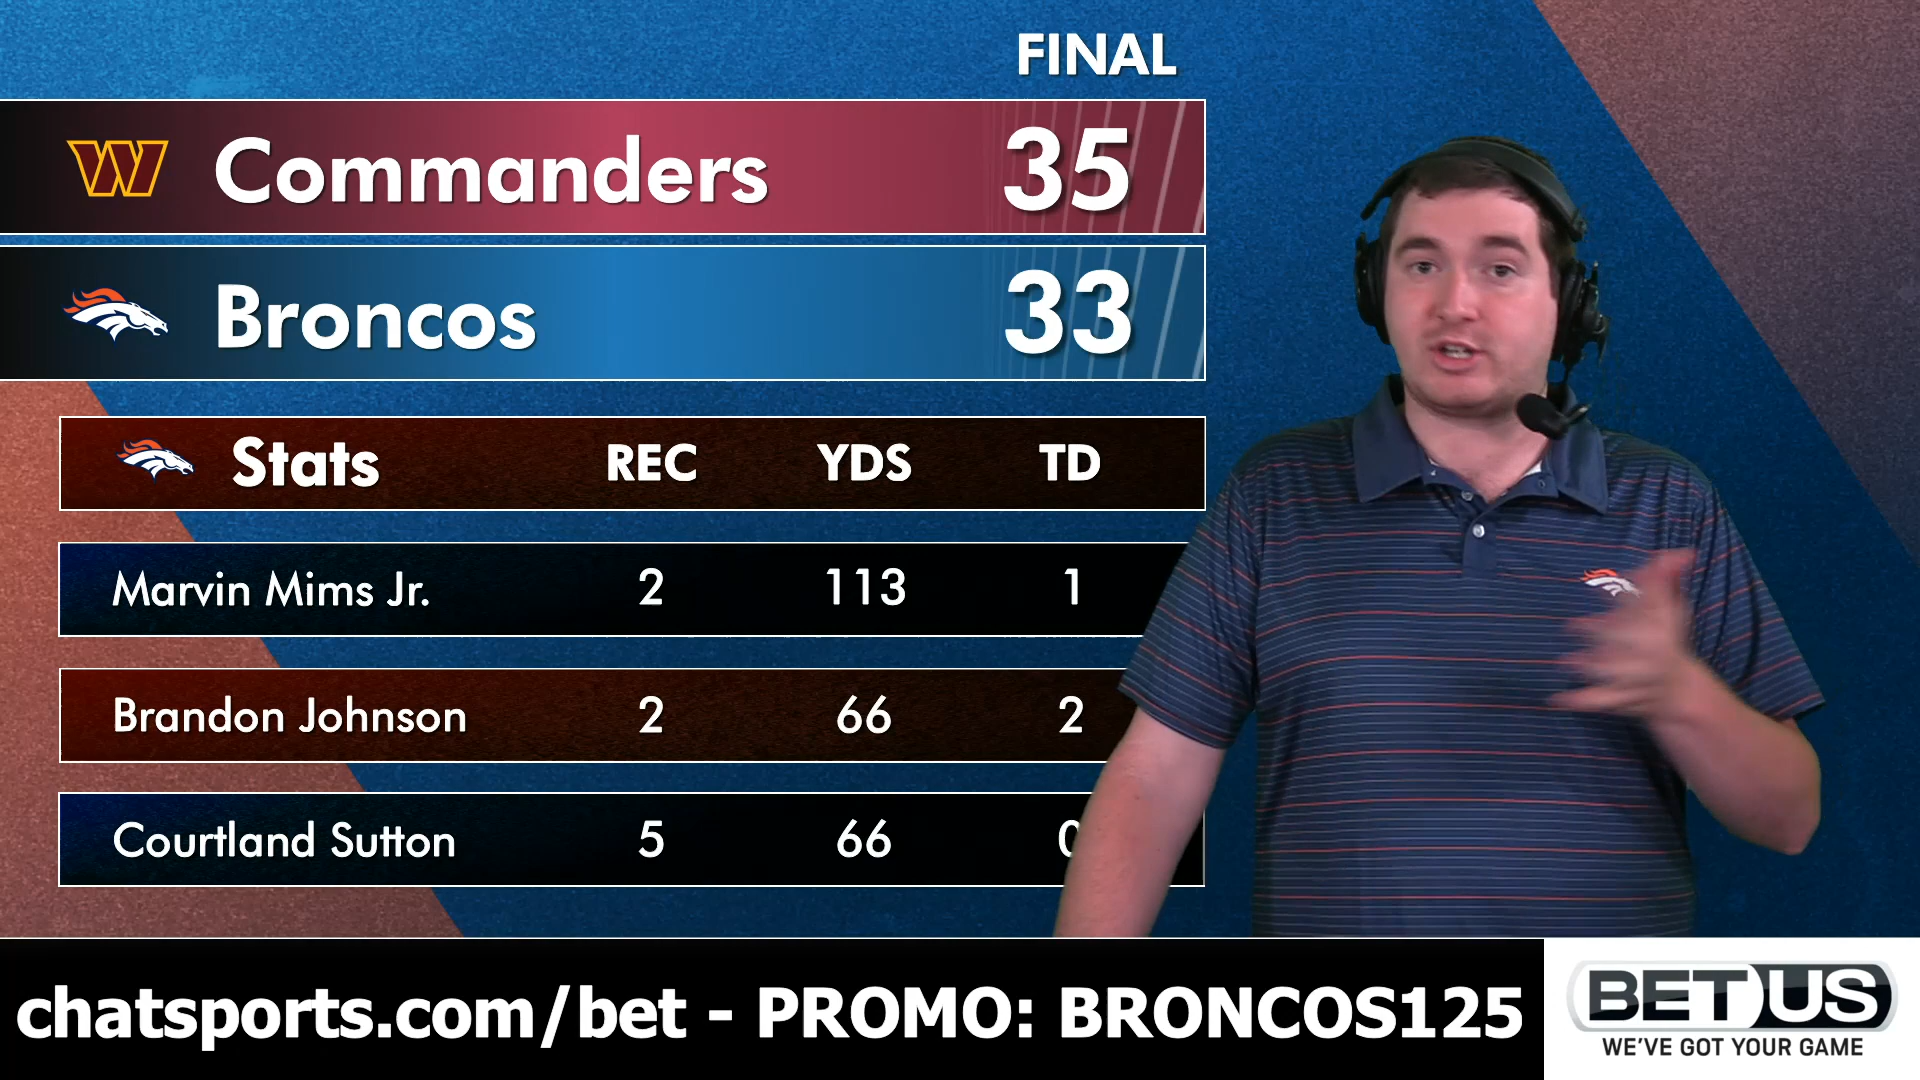 FINAL
Commanders 35
Broncos 33
Stats REC YDS TD
Marvin Mims Jr. 2 113 1
Brandon Johnson 2 66 2
Courtland Sutton 5 66 0
chatsports.com/bet - PROMO: BRONCOS125
BETUS
WE'VE GOT YOUR GAME